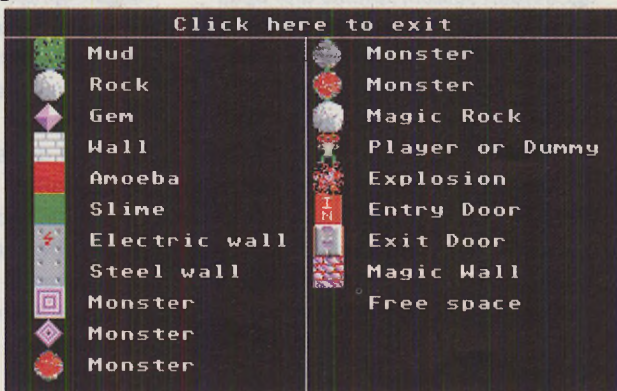 Click here to exit
Mud
Rock
Gem
Wall
Amoeba
Slime
Electric wall
Steel wall
Monster
Monster
Monster
Monster
Monster
Magic Rock
Player or Dummy
Explosion
IN
Entry Door
Exit Door
Magic Wall
Free space